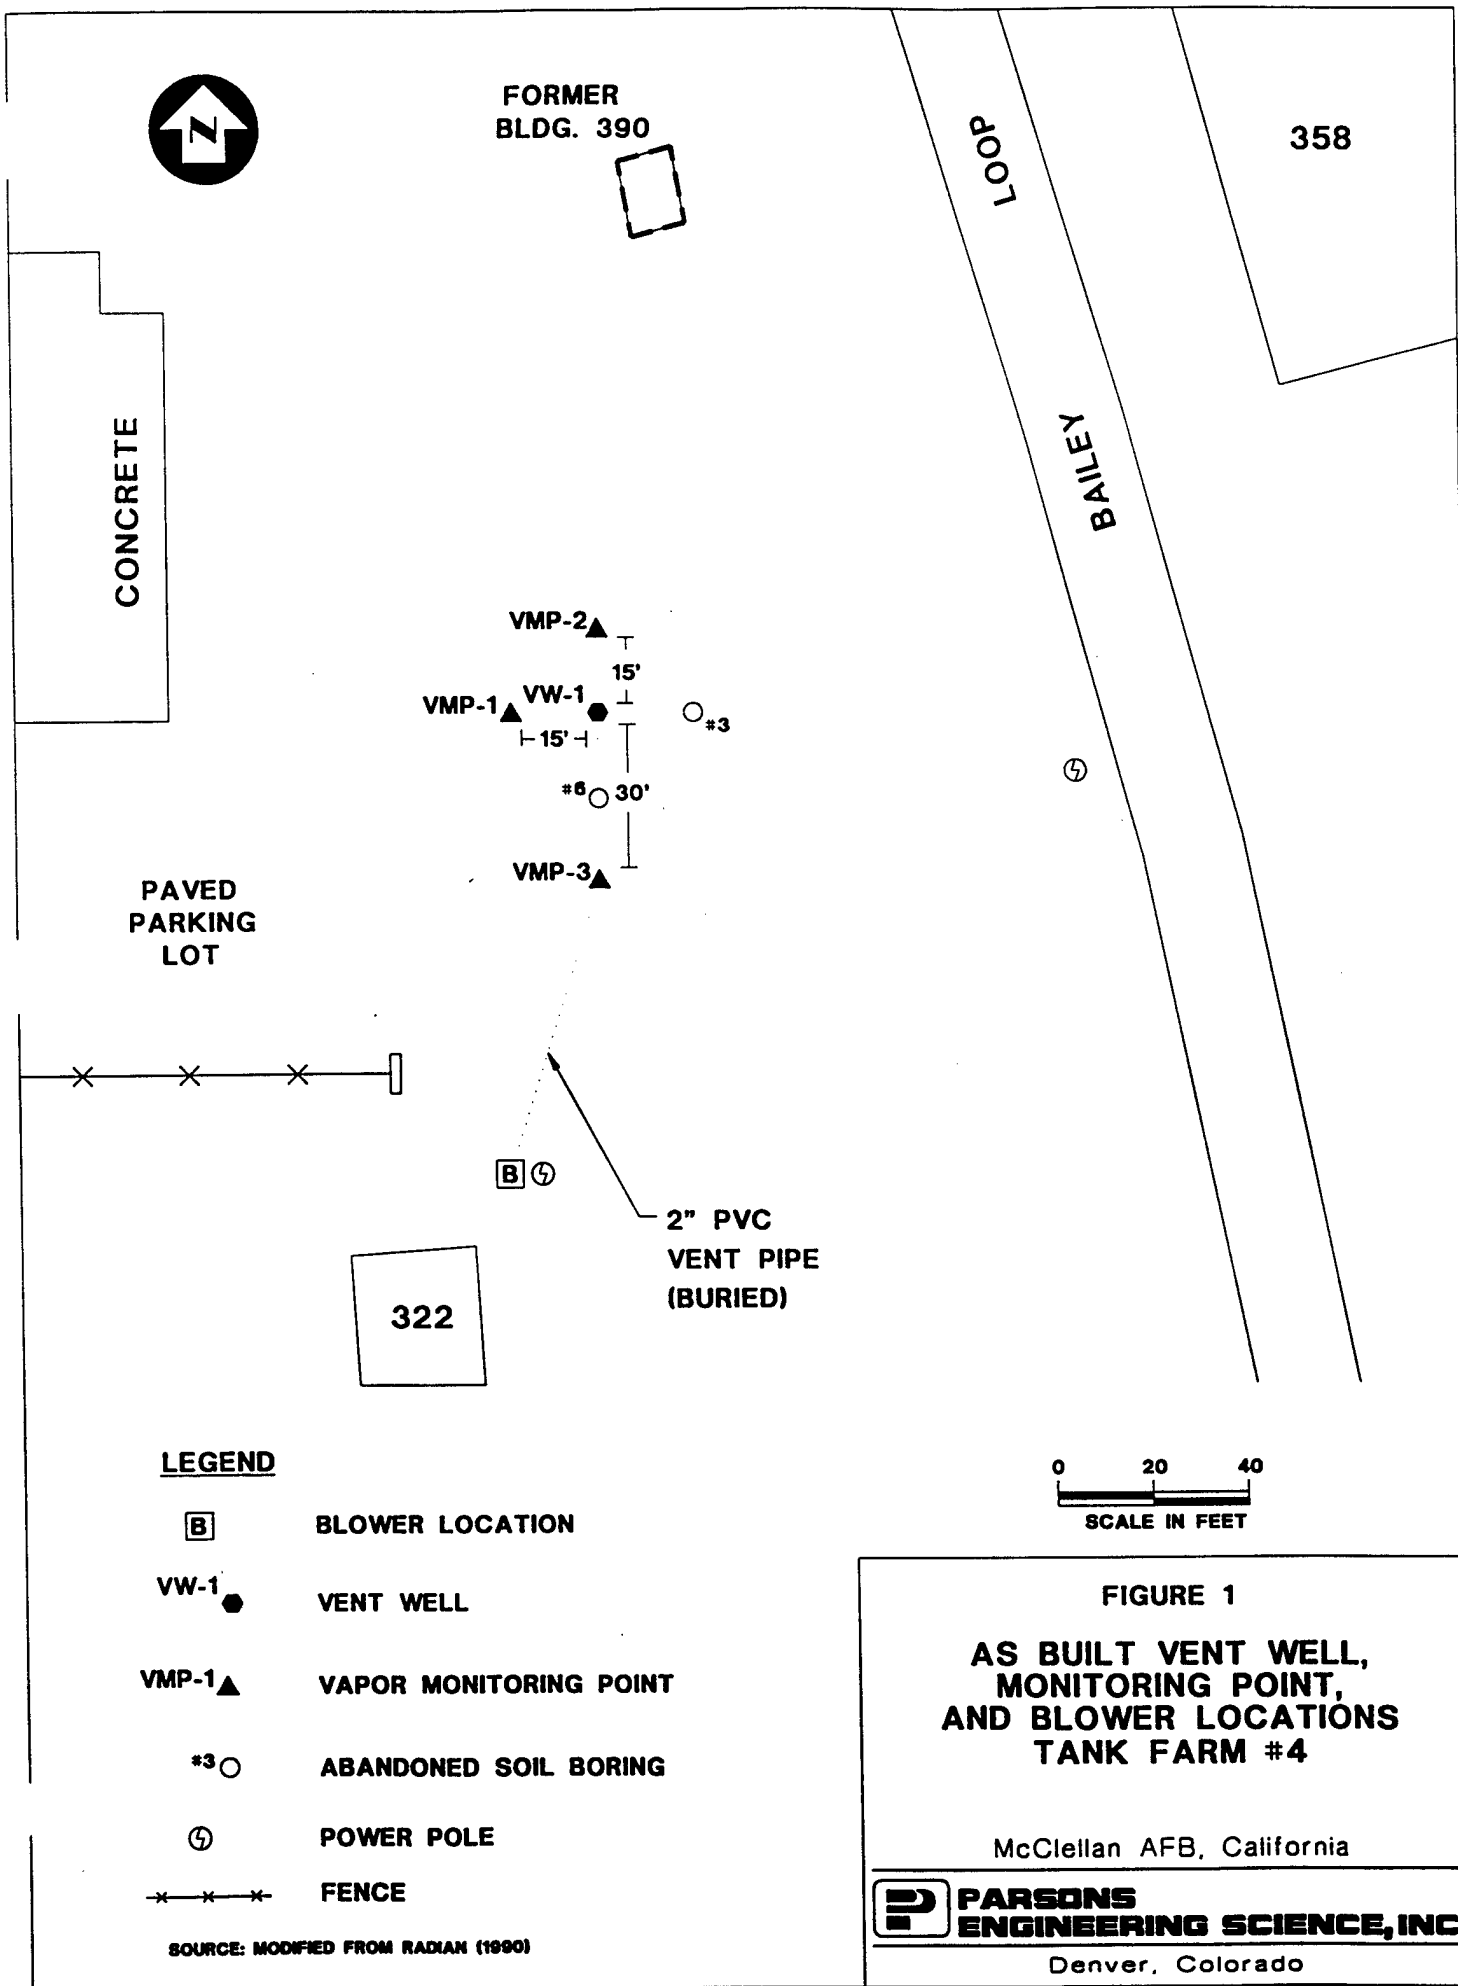 N
FORMER
BLDG. 390
LOOP
358
CONCRETE
BAILEY
VMP-2
15'
VMP-1
VW-1
#3
15'
#6
30'
VMP-3
PAVED
PARKING
LOT
B
2" PVC
VENT PIPE
(BURIED)
322
LEGEND
B BLOWER LOCATION
VW-1 VENT WELL
VMP-1 VAPOR MONITORING POINT
#3 ABANDONED SOIL BORING
POWER POLE
FENCE
SOURCE: MODIFIED FROM RADIAN (1990)
0 20 40
SCALE IN FEET
FIGURE 1
AS BUILT VENT WELL,
MONITORING POINT,
AND BLOWER LOCATIONS
TANK FARM #4
McClellan AFB, California
PARSONS
ENGINEERING SCIENCE, INC
Denver, Colorado